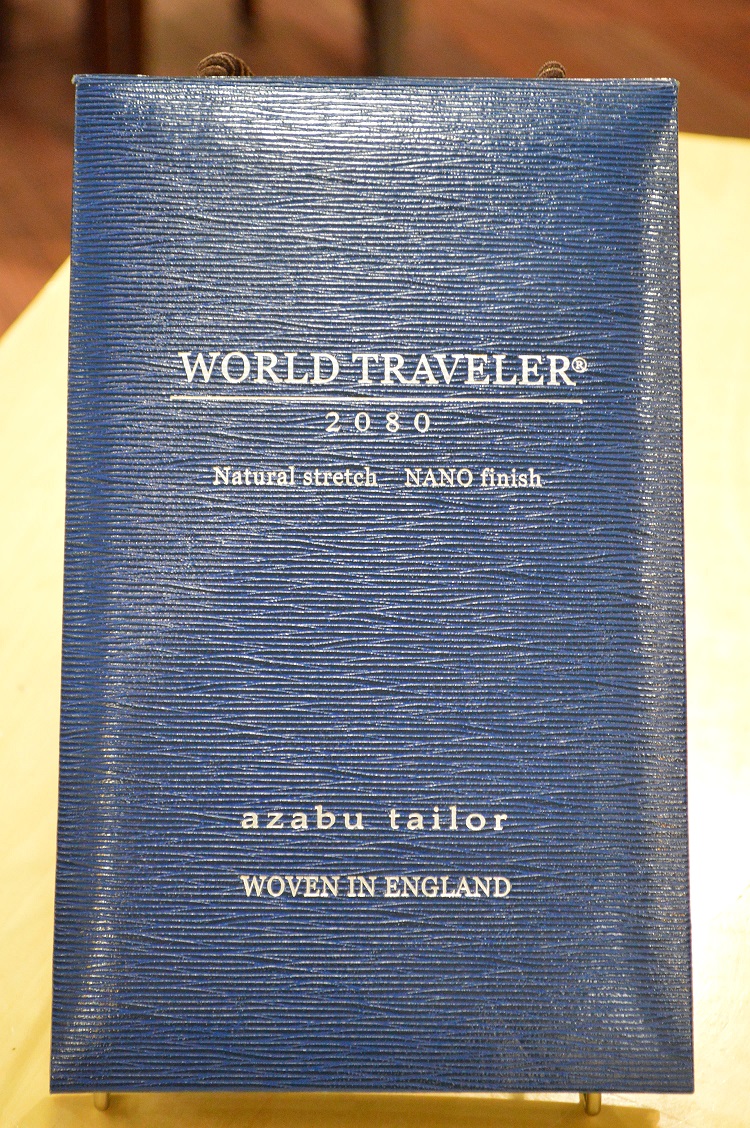 WORLD TRAVELER®
2080
Natural stretch NANO finish
azabu tailor
WOVEN IN ENGLAND